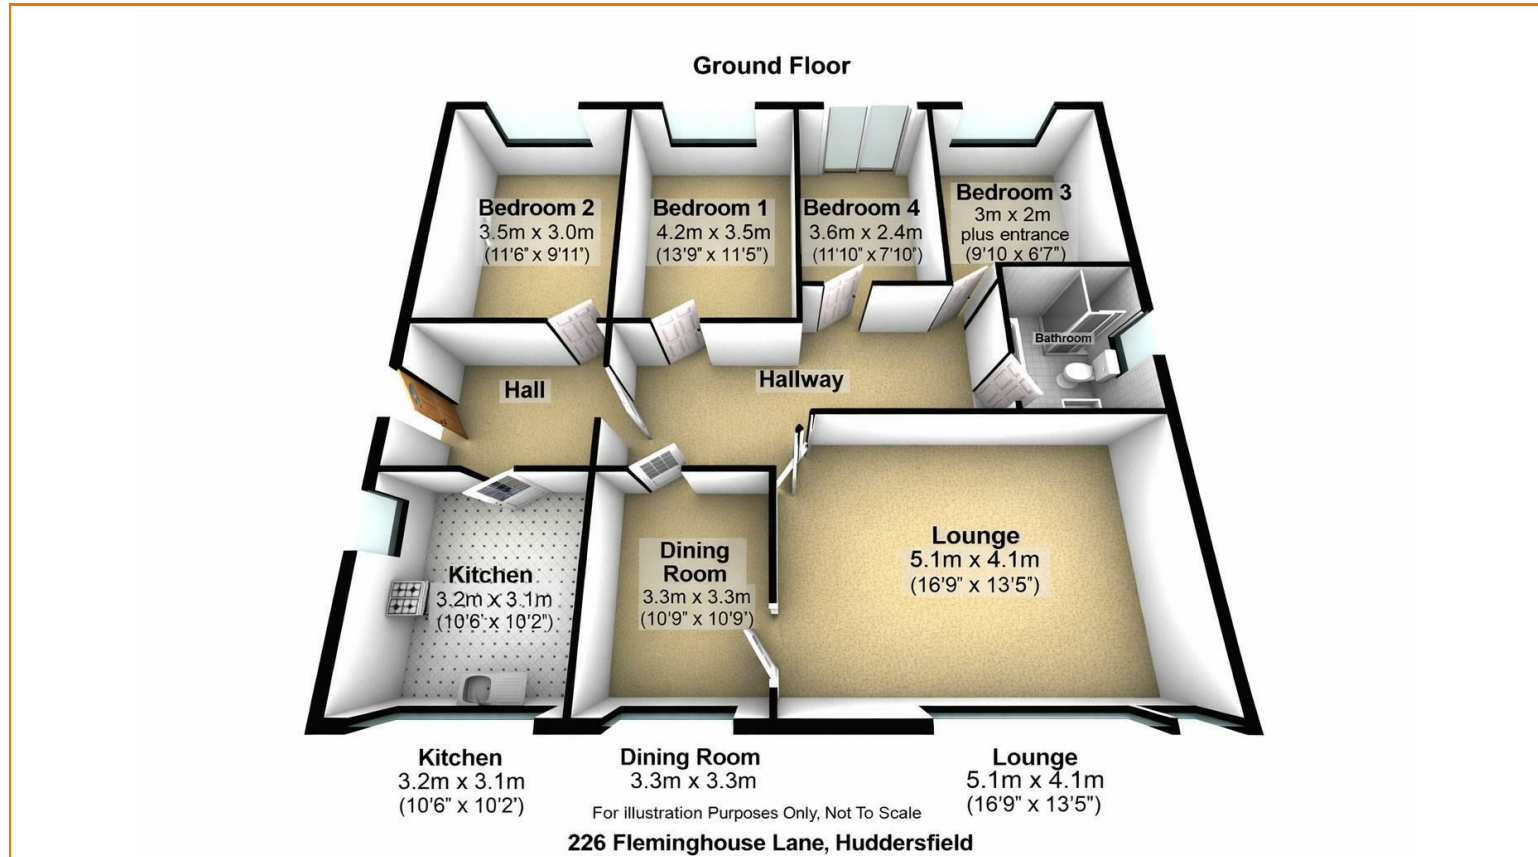 Ground Floor
Bedroom 2
3.5m x 3.0m
(11'6" x 9'11")
Bedroom 1
4.2m x 3.5m
(13'9" x 11'5")
Bedroom 4
3.6m x 2.4m
(11'10" x 7'10")
Bedroom 3
3m x 2m
plus entrance
(9'10 x 6'7")
Bathroom
Hall
Hallway
Kitchen
3.2m x 3.1m
(10'6' x 10'2")
Dining
Room
3.3m x 3.3m
(10'9" x 10'9')
Lounge
5.1m x 4.1m
(16'9" x 13'5")
Kitchen
3.2m x 3.1m
(10'6" x 10'2')
Dining Room
3.3m x 3.3m
Lounge
5.1m x 4.1m
(16'9" x 13'5")
For illustration Purposes Only, Not To Scale
226 Fleminghouse Lane, Huddersfield